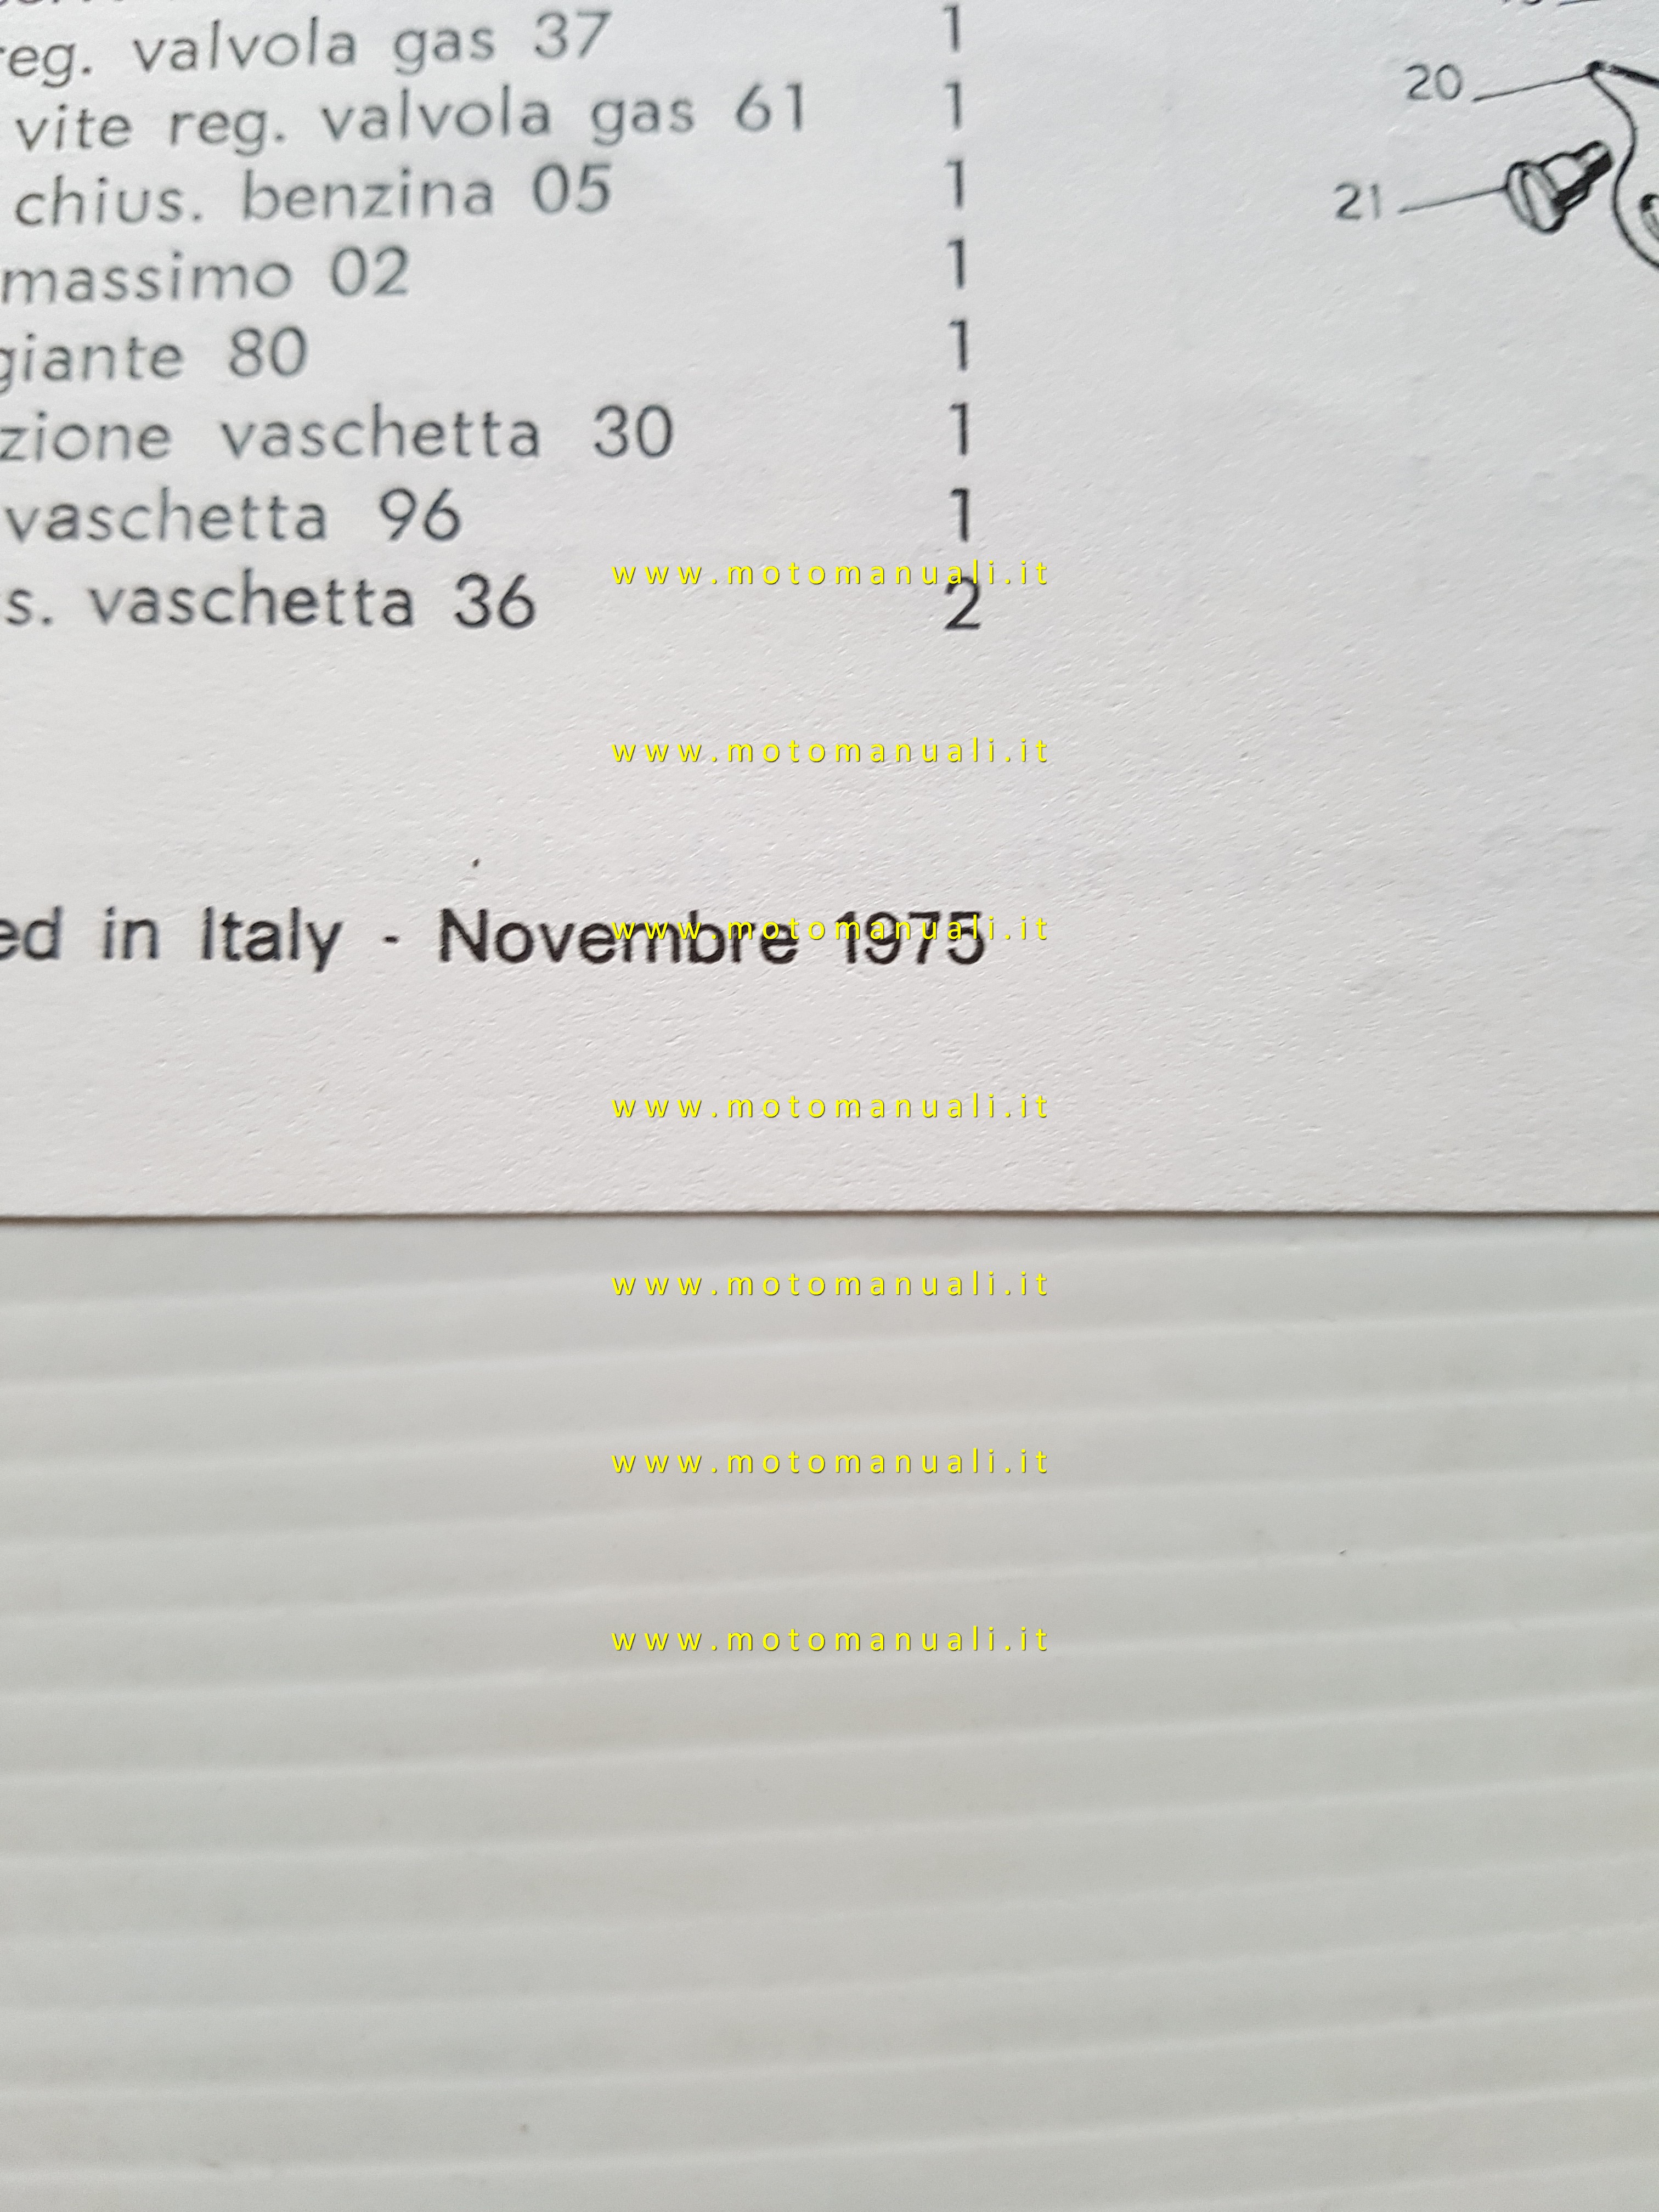 reg. valvola gas 37 1
vite reg. valvola gas 61 1
chius. benzina 05 1
massimo 02 1
giante 80 1
zione vaschetta 30 1
vaschetta 96 1
s. vaschetta 36 2
20
21
ed in Italy - Novembre 1975
www.motomanuali.it
www.motomanuali.it
www.motomanuali.it
www.motomanuali.it
www.motomanuali.it
www.motomanuali.it
www.motomanuali.it